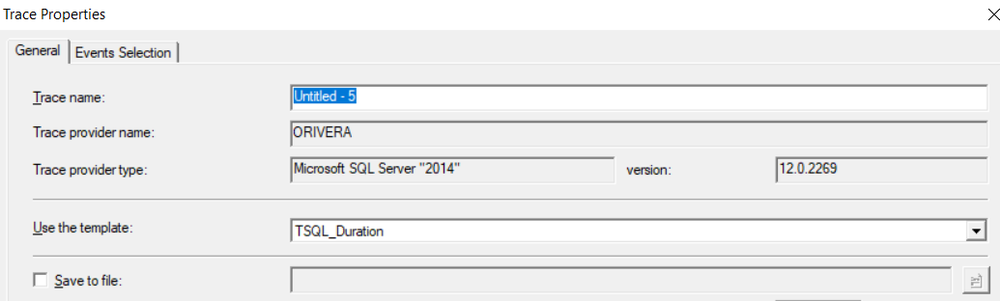 Trace Properties
General Events Selection
Trace name: Untitled - 5
Trace provider name: ORIVERA
Trace provider type: Microsoft SQL Server "2014" version: 12.0.2269
Use the template: TSQL_Duration
Save to file: